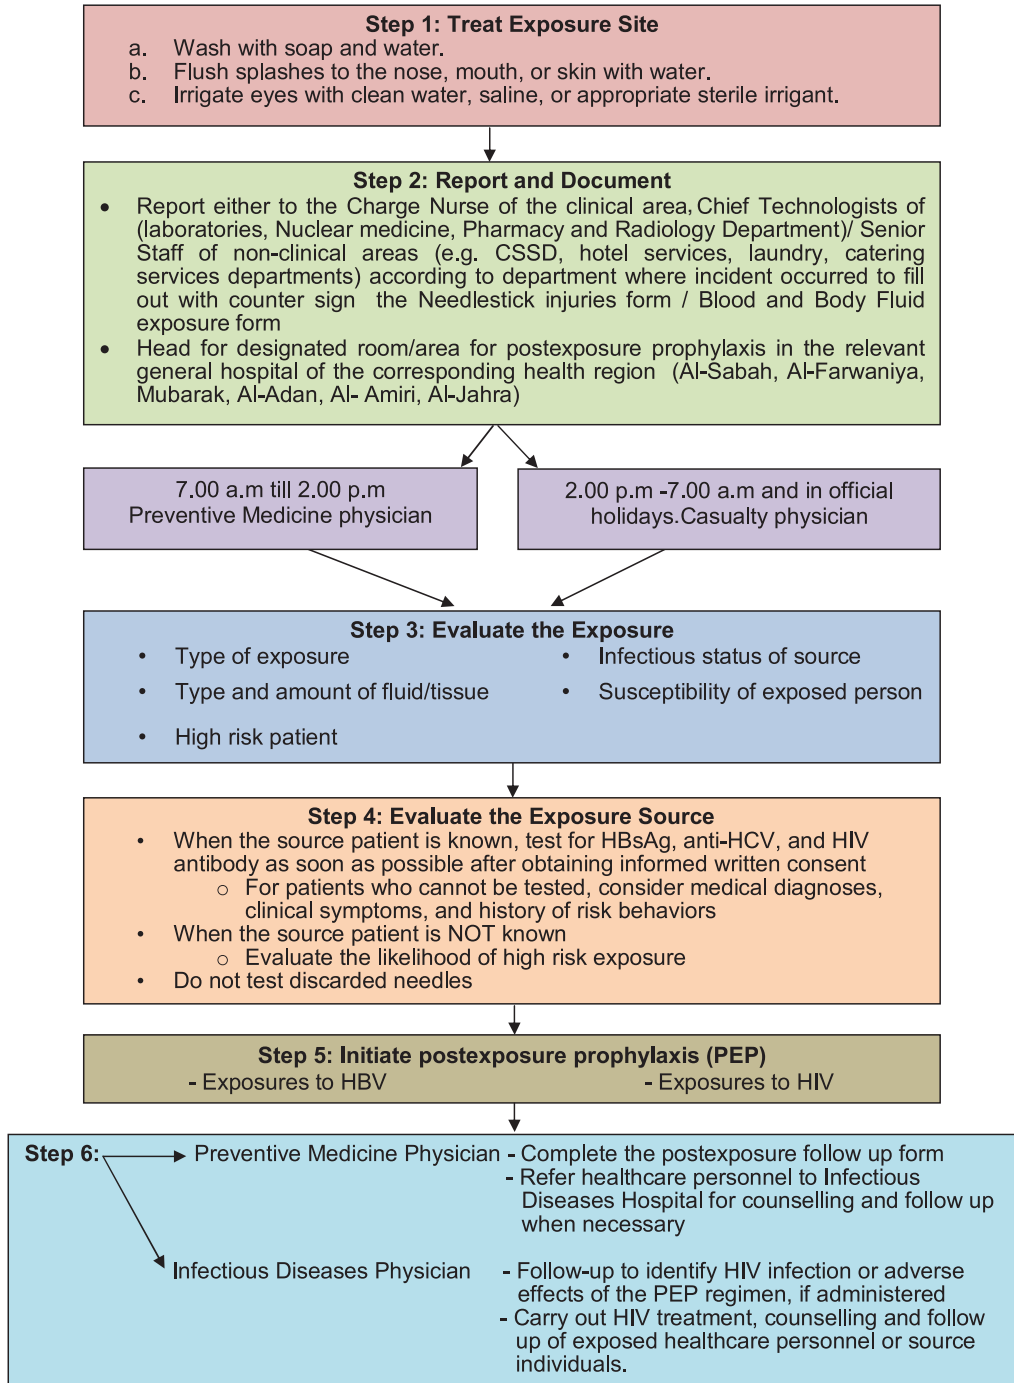 Step 1: Treat Exposure Site
a. Wash with soap and water.
b. Flush splashes to the nose, mouth, or skin with water.
c. Irrigate eyes with clean water, saline, or appropriate sterile irrigant.
Step 2: Report and Document
• Report either to the Charge Nurse of the clinical area, Chief Technologists of
(laboratories, Nuclear medicine, Pharmacy and Radiology Department)/ Senior
Staff of non-clinical areas (e.g. CSSD, hotel services, laundry, catering
services departments) according to department where incident occurred to fill
out with counter sign the Needlestick injuries form / Blood and Body Fluid
exposure form
• Head for designated room/area for postexposure prophylaxis in the relevant
general hospital of the corresponding health region (Al-Sabah, Al-Farwaniya,
Mubarak, Al-Adan, Al- Amiri, Al-Jahra)
7.00 a.m till 2.00 p.m
Preventive Medicine physician
2.00 p.m -7.00 a.m and in official
holidays.Casualty physician
Step 3: Evaluate the Exposure
• Type of exposure
• Infectious status of source
• Type and amount of fluid/tissue
• Susceptibility of exposed person
• High risk patient
Step 4: Evaluate the Exposure Source
• When the source patient is known, test for HBsAg, anti-HCV, and HIV
antibody as soon as possible after obtaining informed written consent
o For patients who cannot be tested, consider medical diagnoses,
clinical symptoms, and history of risk behaviors
• When the source patient is NOT known
o Evaluate the likelihood of high risk exposure
• Do not test discarded needles
Step 5: Initiate postexposure prophylaxis (PEP)
- Exposures to HBV
- Exposures to HIV
Step 6:
Preventive Medicine Physician - Complete the postexposure follow up form
- Refer healthcare personnel to Infectious
Diseases Hospital for counselling and follow up
when necessary
Infectious Diseases Physician - Follow-up to identify HIV infection or adverse
effects of the PEP regimen, if administered
- Carry out HIV treatment, counselling and follow
up of exposed healthcare personnel or source
individuals.